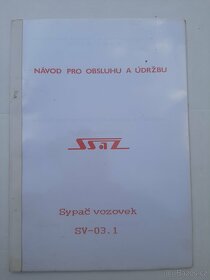 NÁVOD PRO OBSLUHU A ÚDRŽBU
SSaZ
Sypač vozovek
SV-03.1